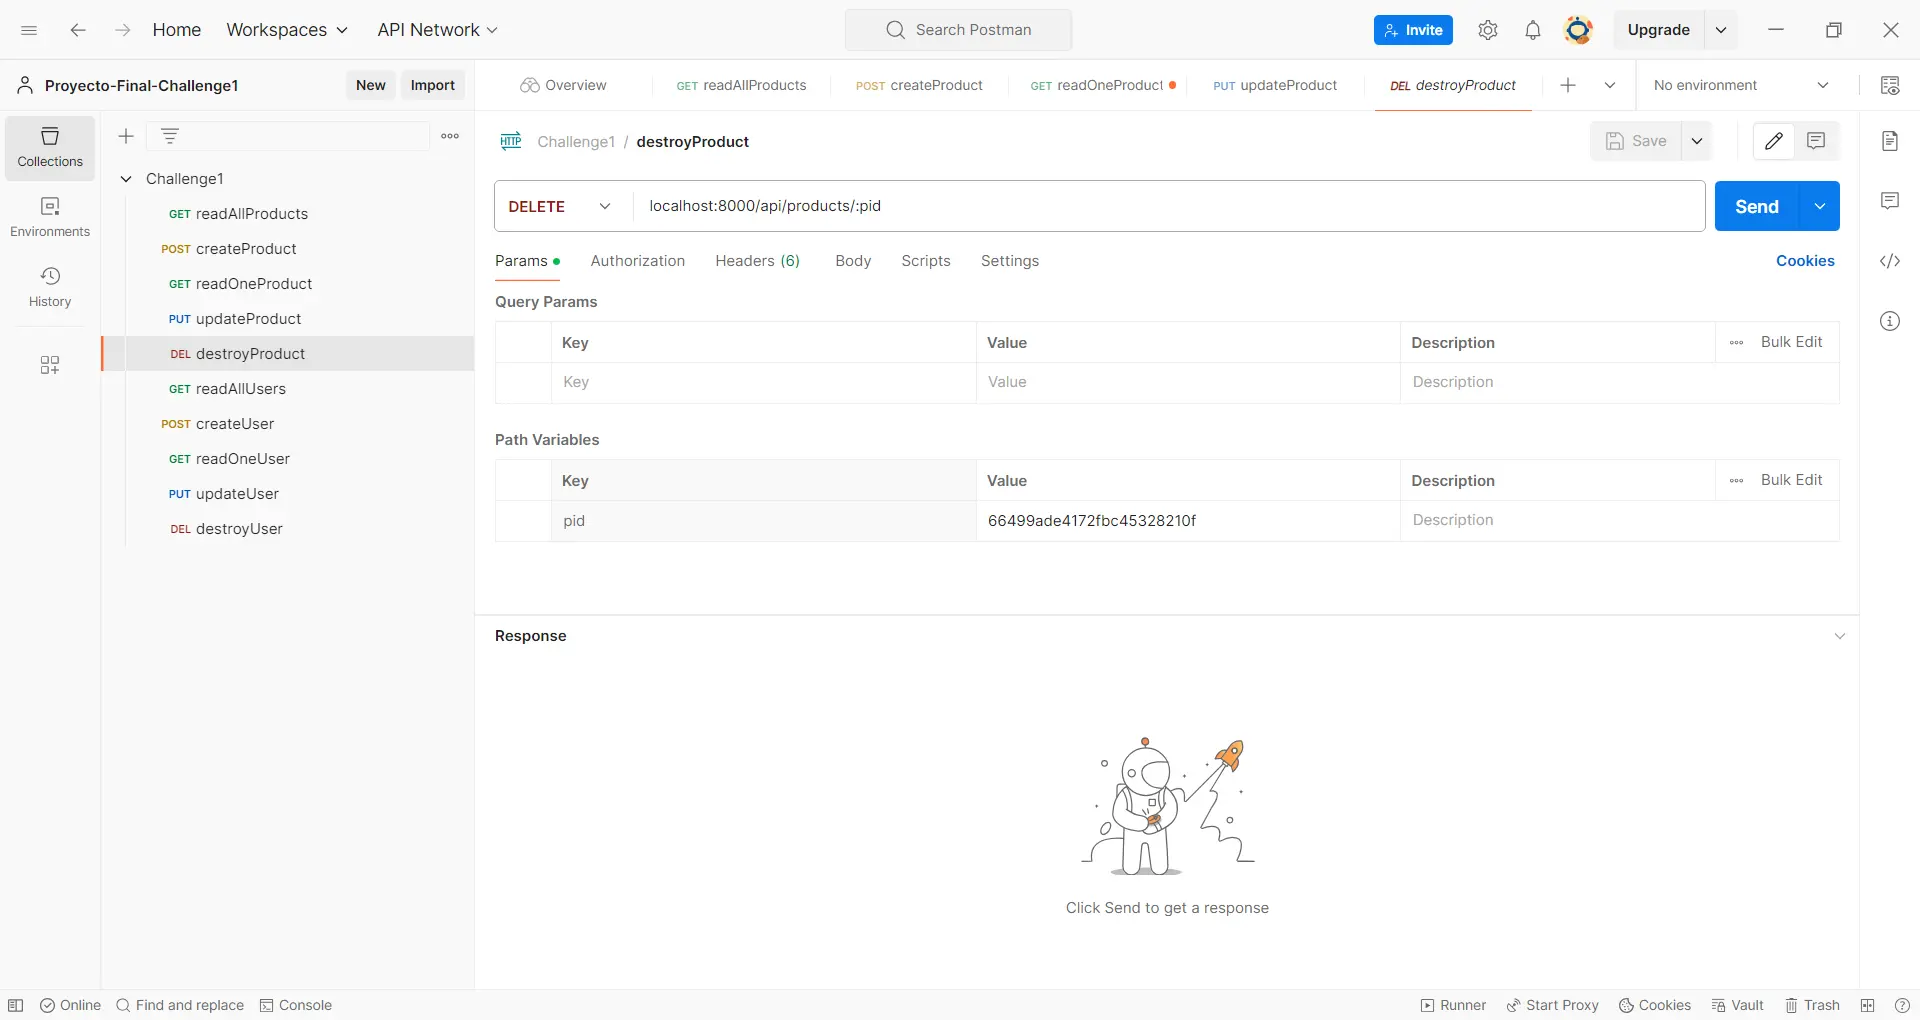 Home Workspaces API Network Search Postman Invite Upgrade
Proyecto-Final-Challenge1 New Import Overview GET readAllProducts POST createProduct GET readOneProduct PUT updateProduct DEL destroyProduct No environment
Collections
Environments
History
Challenge1
GET readAllProducts
POST createProduct
GET readOneProduct
PUT updateProduct
DEL destroyProduct
GET readAllUsers
POST createUser
GET readOneUser
PUT updateUser
DEL destroyUser
HTTP Challenge1 / destroyProduct Save
DELETE localhost:8000/api/products/:pid Send
Params Authorization Headers (6) Body Scripts Settings Cookies
Query Params
Key Value Description Bulk Edit
Key Value Description
Path Variables
Key Value Description Bulk Edit
pid 66499ade4172fbc45328210f Description
Response
Click Send to get a response
Online Find and replace Console Runner Start Proxy Cookies Vault Trash